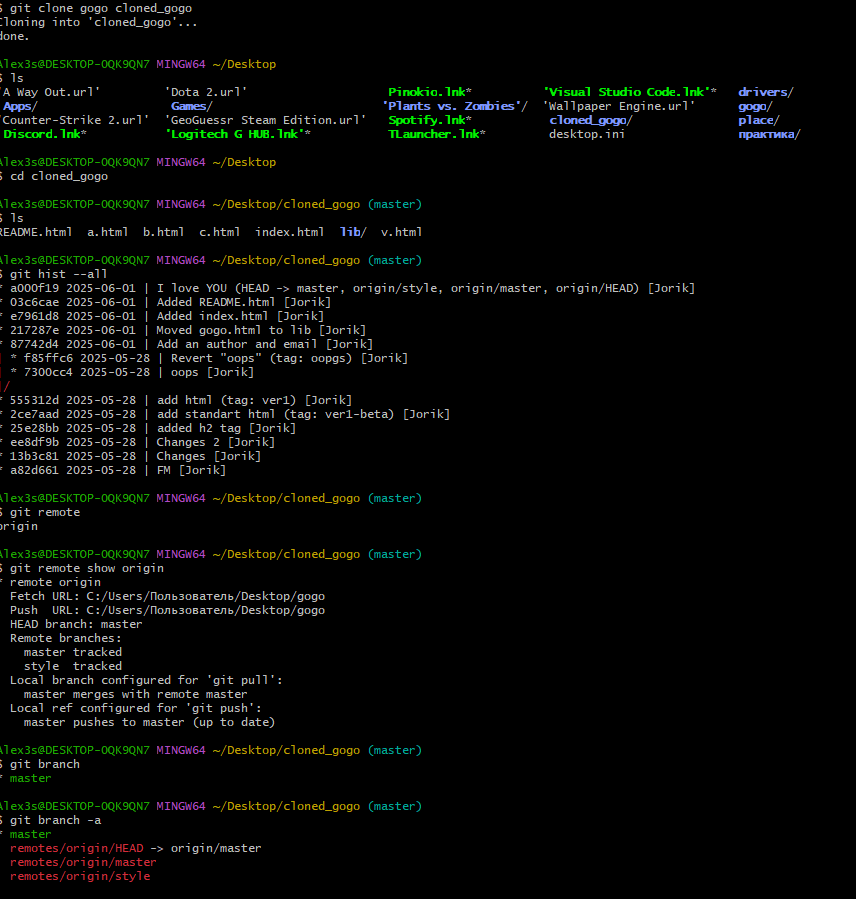 $ git clone gogo cloned_gogo
Cloning into 'cloned_gogo'...
done.
Alex3s@DESKTOP-OQK9QN7 MINGW64 ~/Desktop
$ ls
'A Way Out.url' 'Dota 2.url' Pinokio.lnk* 'Visual Studio Code.lnk'* drivers/
Apps/ Games/ 'Plants vs. Zombies'/ 'Wallpaper Engine.url' gogo/
'Counter-Strike 2.url' 'GeoGuessr Steam Edition.url' Spotify.lnk* cloned_gogo/ place/
Discord.lnk* 'Logitech G HUB.lnk'* TLauncher.lnk* desktop.ini практика/
Alex3s@DESKTOP-OQK9QN7 MINGW64 ~/Desktop
$ cd cloned_gogo
Alex3s@DESKTOP-OQK9QN7 MINGW64 ~/Desktop/cloned_gogo (master)
$ ls
README.html a.html b.html c.html index.html lib/ v.html
Alex3s@DESKTOP-OQK9QN7 MINGW64 ~/Desktop/cloned_gogo (master)
$ git hist --all
* a000f19 2025-06-01 | I love YOU (HEAD -> master, origin/style, origin/master, origin/HEAD) [Jorik]
* 03c6cae 2025-06-01 | Added README.html [Jorik]
* e7961d8 2025-06-01 | Added index.html [Jorik]
* 217287e 2025-06-01 | Moved gogo.html to lib [Jorik]
* 87742d4 2025-06-01 | Add an author and email [Jorik]
| * f85ffc6 2025-05-28 | Revert "oops" (tag: oopgs) [Jorik]
| * 7300cc4 2025-05-28 | oops [Jorik]
|/
* 555312d 2025-05-28 | add html (tag: ver1) [Jorik]
* 2ce7aad 2025-05-28 | add standart html (tag: ver1-beta) [Jorik]
* 25e28bb 2025-05-28 | added h2 tag [Jorik]
* ee8df9b 2025-05-28 | Changes 2 [Jorik]
* 13b3c81 2025-05-28 | Changes [Jorik]
* a82d661 2025-05-28 | FM [Jorik]
Alex3s@DESKTOP-OQK9QN7 MINGW64 ~/Desktop/cloned_gogo (master)
$ git remote
origin
Alex3s@DESKTOP-OQK9QN7 MINGW64 ~/Desktop/cloned_gogo (master)
$ git remote show origin
* remote origin
Fetch URL: C:/Users/Пользователь/Desktop/gogo
Push URL: C:/Users/Пользователь/Desktop/gogo
HEAD branch: master
Remote branches:
master tracked
style tracked
Local branch configured for 'git pull':
master merges with remote master
Local ref configured for 'git push':
master pushes to master (up to date)
Alex3s@DESKTOP-OQK9QN7 MINGW64 ~/Desktop/cloned_gogo (master)
$ git branch
* master
Alex3s@DESKTOP-OQK9QN7 MINGW64 ~/Desktop/cloned_gogo (master)
$ git branch -a
* master
remotes/origin/HEAD -> origin/master
remotes/origin/master
remotes/origin/style